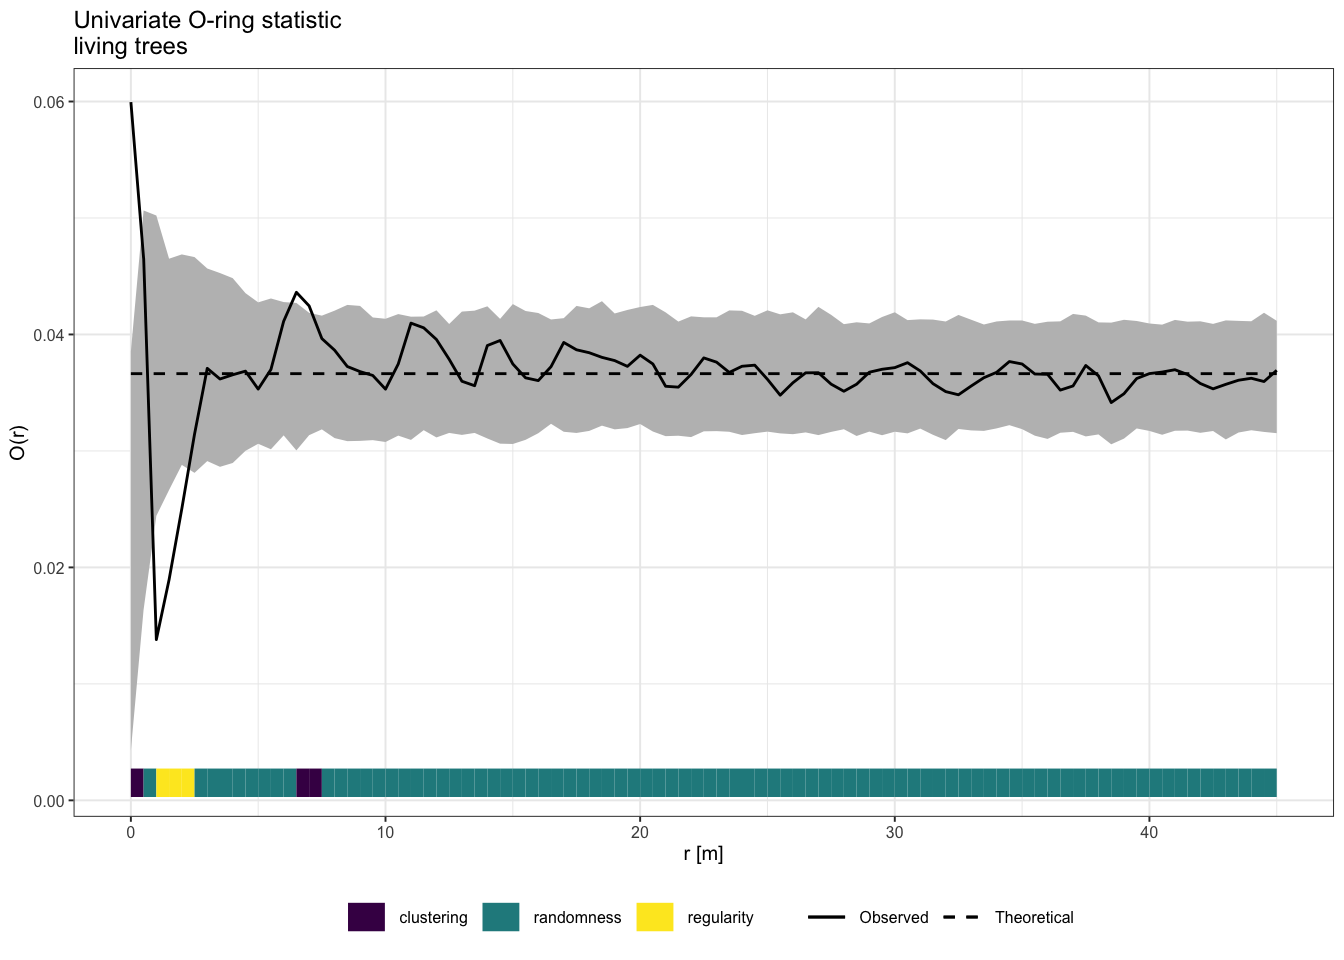 Univariate O-ring statistic
living trees
0.06
0.04
0.02
0.00
O(r)
0 10 20 30 40
r [m]
clustering randomness regularity Observed Theoretical